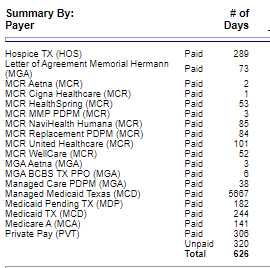 Summary By: # of
Payer Days
Hospice TX (HOS) Paid 289
Letter of Agreement Memorial Hermann
(MGA) Paid 73
MCR Aetna (MCR) Paid 2
MCR Cigna Healthcare (MCR) Paid 1
MCR HealthSpring (MCR) Paid 53
MCR MMP PDPM (MCR) Paid 3
MCR NaviHealth Humana (MCR) Paid 85
MCR Replacement PDPM (MCR) Paid 84
MCR United Healthcare (MCR) Paid 101
MCR WellCare (MCR) Paid 52
MGA Aetna (MGA) Paid 3
MGA BCBS TX PPO (MGA) Paid 6
Managed Care PDPM (MGA) Paid 38
Managed Medicaid Texas (MCD) Paid 5667
Medicaid Pending TX (MDP) Paid 182
Medicaid TX (MCD) Paid 244
Medicare A (MCA) Paid 141
Private Pay (PVT) Paid 306
Unpaid 320
Total 626